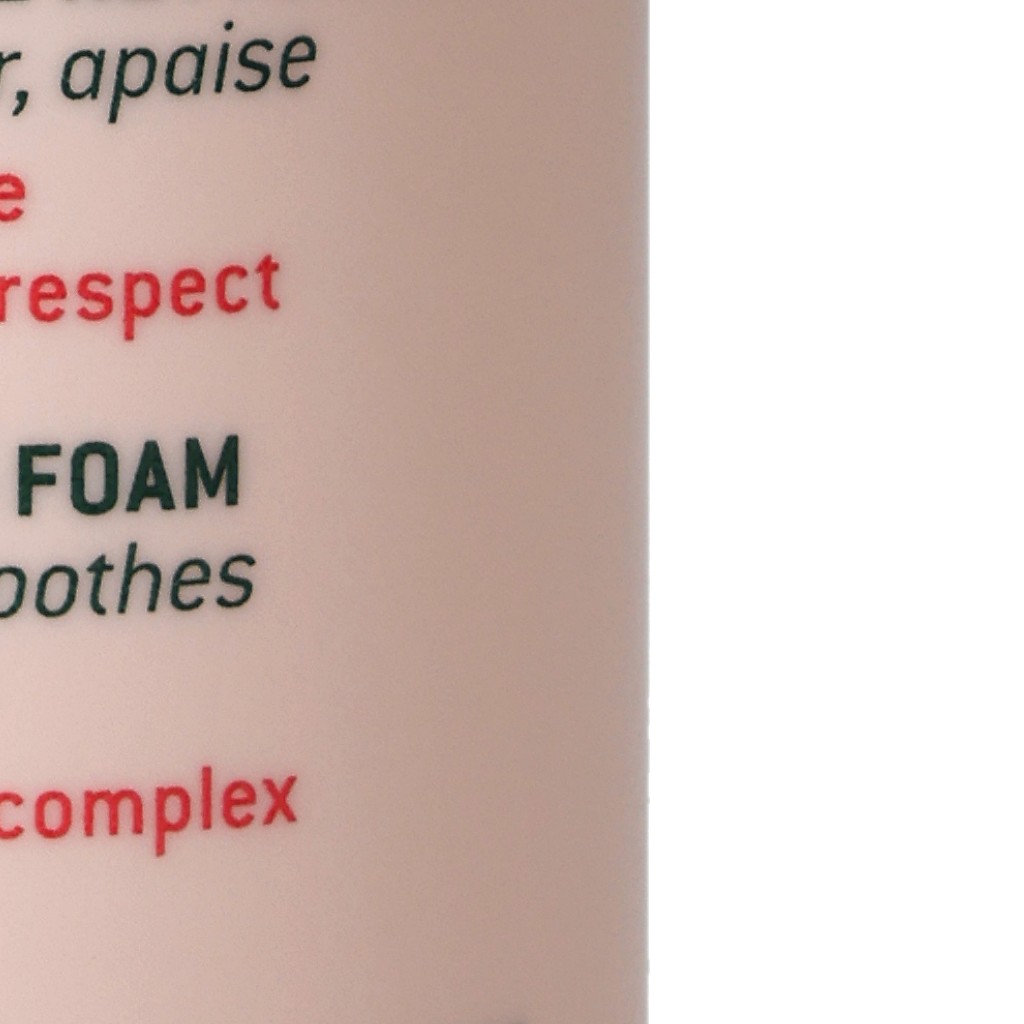 r, apaise
e
respect
FOAM
oothes
complex